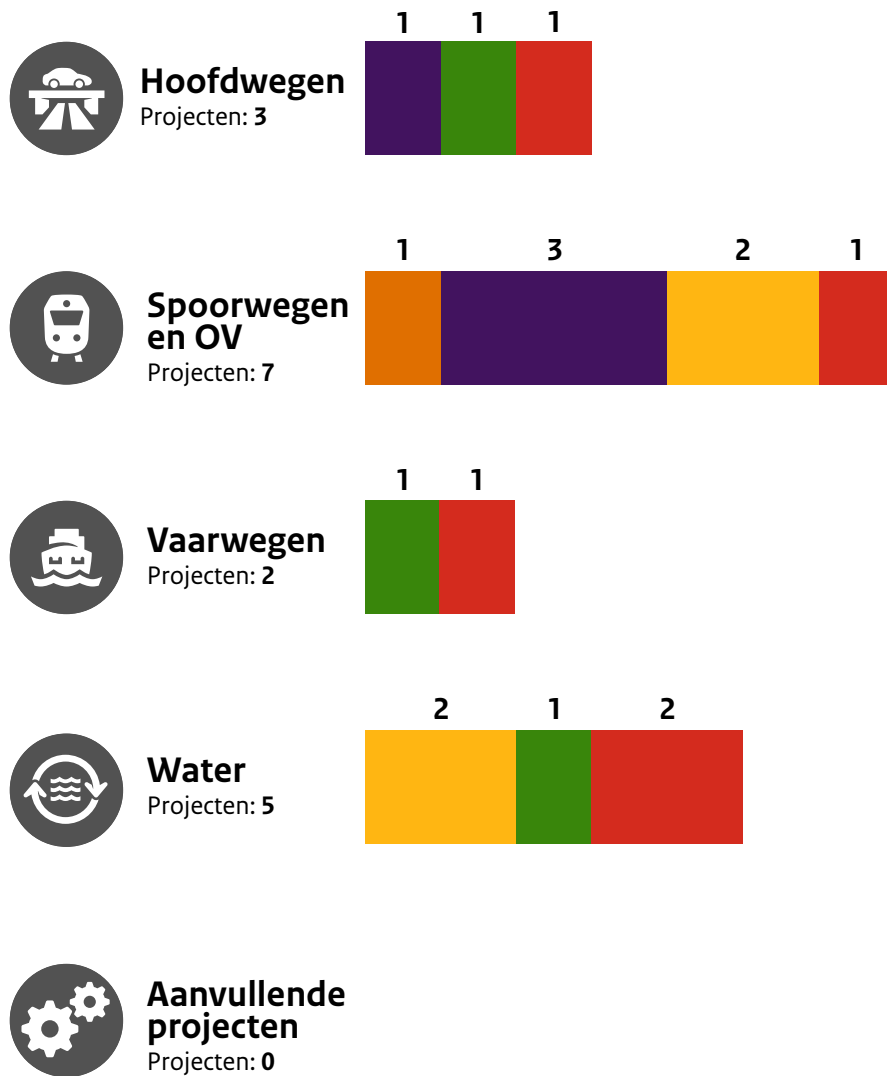 1 1 1
Hoofdwegen
Projecten: 3
1 3 2 1
Spoorwegen
en OV
Projecten: 7
1 1
Vaarwegen
Projecten: 2
2 1 2
Water
Projecten: 5
Aanvullende
projecten
Projecten: 0